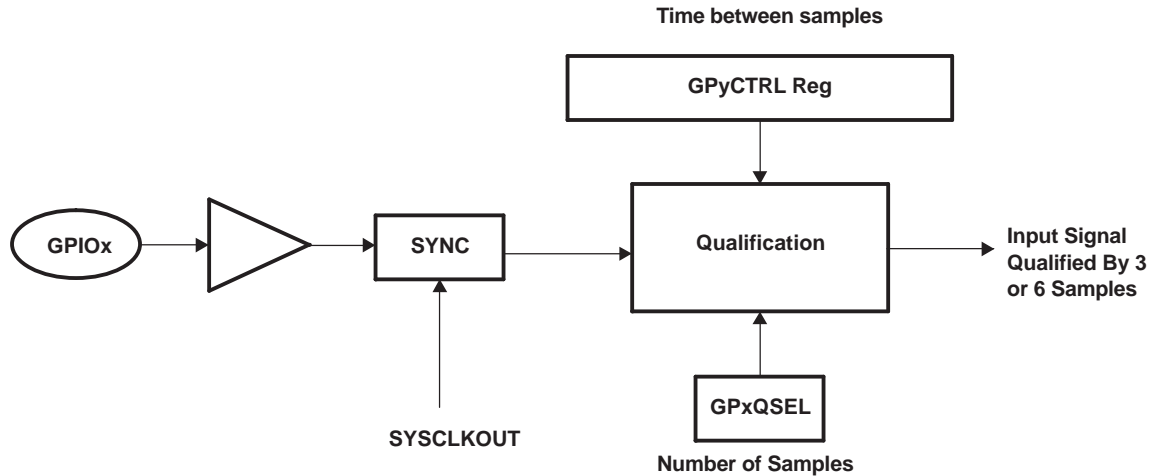 Time between samples
GPyCTRL Reg
GPIOx
SYNC
Qualification
Input Signal
Qualified By 3
or 6 Samples
GPxQSEL
SYSCLKOUT
Number of Samples